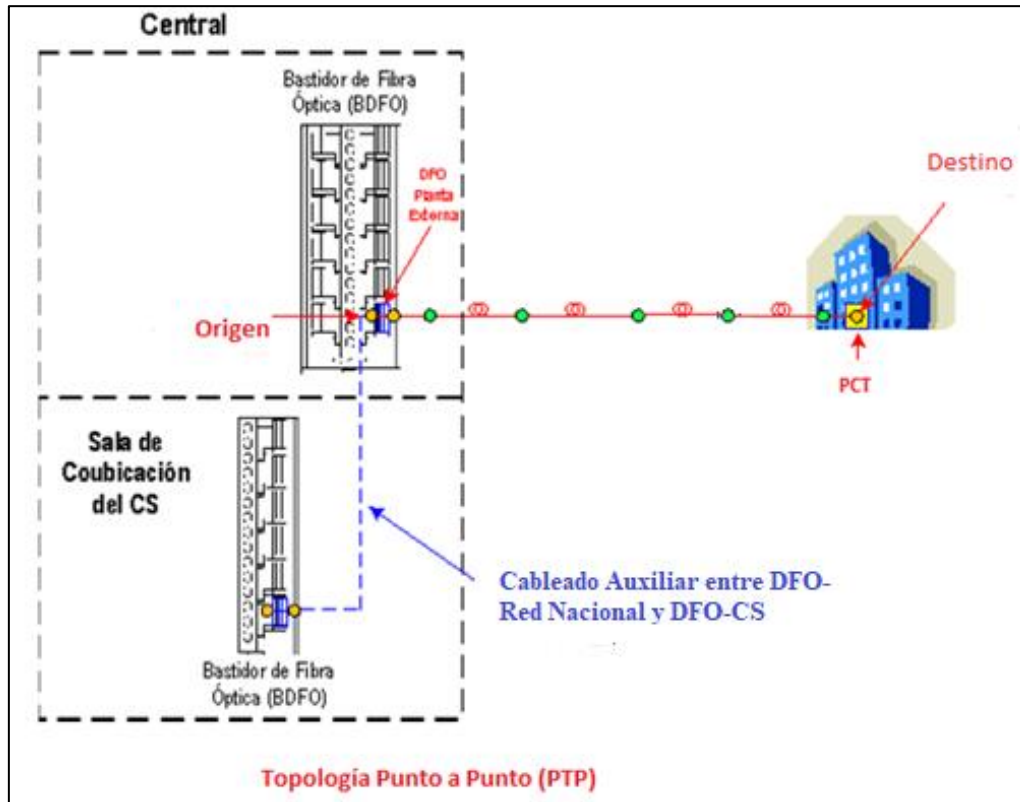 Central
Bastidor de Fibra
Óptica (BDFO)
DFO
Planta
Externa
Destino
Origen
PCT
Sala de
Coubicación
del CS
Cableado Auxiliar entre DFO-
Red Nacional y DFO-CS
Bastidor de Fibra
Óptica (BDFO)
Topología Punto a Punto (PTP)